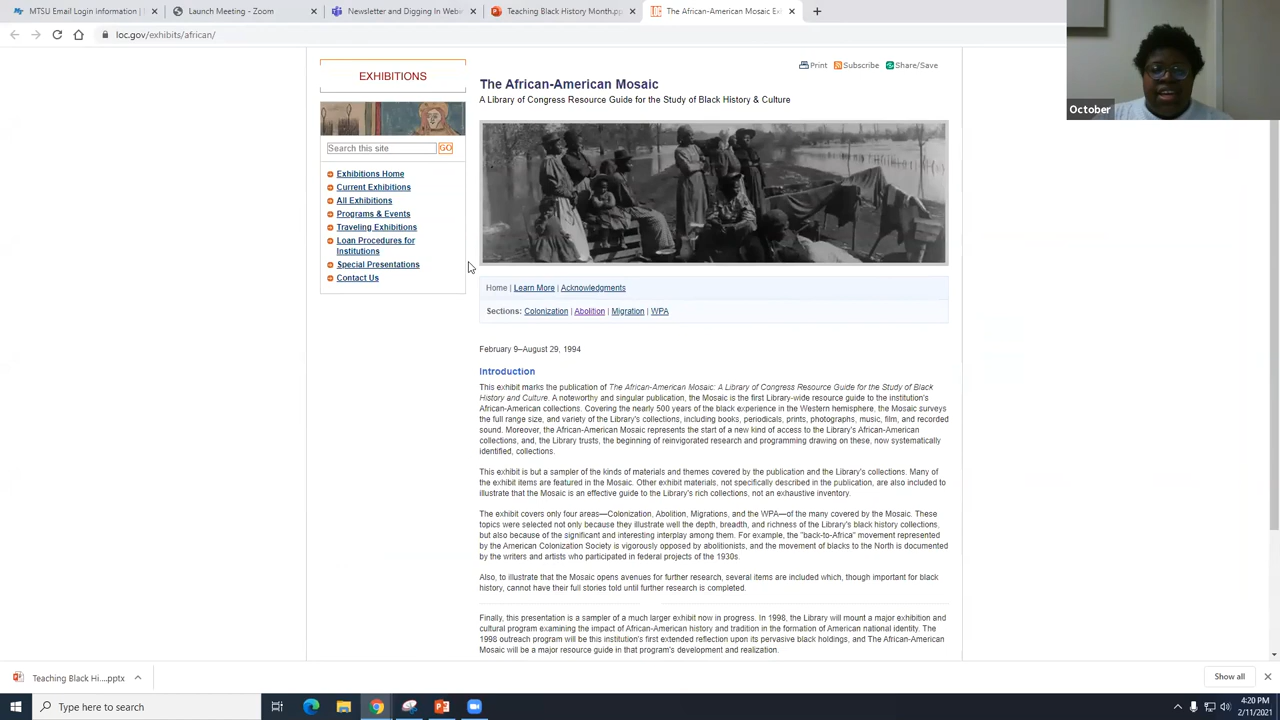 MTSU EMail Login Information |
Launch Meeting - Zoom
Newsletter and Digging In Web
Teaching Black History Month.pp
The African-American Mosaic Ex
loc.gov/exhibits/african/
October
EXHIBITIONS
Search this site GO
Exhibitions Home
Current Exhibitions
All Exhibitions
Programs & Events
Traveling Exhibitions
Loan Procedures for
Institutions
Special Presentations
Contact Us
Print Subscribe Share/Save
The African-American Mosaic
A Library of Congress Resource Guide for the Study of Black History & Culture
Home | Learn More | Acknowledgments
Sections: Colonization | Abolition | Migration | WPA
February 9–August 29, 1994
Introduction
This exhibit marks the publication of The African-American Mosaic: A Library of Congress Resource Guide for the Study of Black
History and Culture. A noteworthy and singular publication, the Mosaic is the first Library-wide resource guide to the institution's
African-American collections. Covering the nearly 500 years of the black experience in the Western hemisphere, the Mosaic surveys
the full range size, and variety of the Library's collections, including books, periodicals, prints, photographs, music, film, and recorded
sound. Moreover, the African-American Mosaic represents the start of a new kind of access to the Library's African-American
collections, and, the Library trusts, the beginning of reinvigorated research and programming drawing on these, now systematically
identified, collections.
This exhibit is but a sampler of the kinds of materials and themes covered by the publication and the Library's collections. Many of
the exhibit items are featured in the Mosaic. Other exhibit materials, not specifically described in the publication, are also included to
illustrate that the Mosaic is an effective guide to the Library's rich collections, not an exhaustive inventory.
The exhibit covers only four areas—Colonization, Abolition, Migrations, and the WPA—of the many covered by the Mosaic. These
topics were selected not only because they illustrate well the depth, breadth, and richness of the Library's black history collections,
but also because of the significant and interesting interplay among them. For example, the "back-to-Africa" movement represented
by the American Colonization Society is vigorously opposed by abolitionists, and the movement of blacks to the North is documented
by the writers and artists who participated in federal projects of the 1930s.
Also, to illustrate that the Mosaic opens avenues for further research, several items are included which, though important for black
history, cannot have their full stories told until further research is completed.
Finally, this presentation is a sampler of a much larger exhibit now in progress. In 1998, the Library will mount a major exhibition and
cultural program examining the impact of African-American history and tradition in the formation of American national identity. The
1998 outreach program will be this institution's first extended reflection upon its pervasive black holdings, and The African-American
Mosaic will be a major resource guide in that program's development and realization.
Teaching Black Hi....pptx
Show all
Type here to search
4:20 PM
2/11/2021